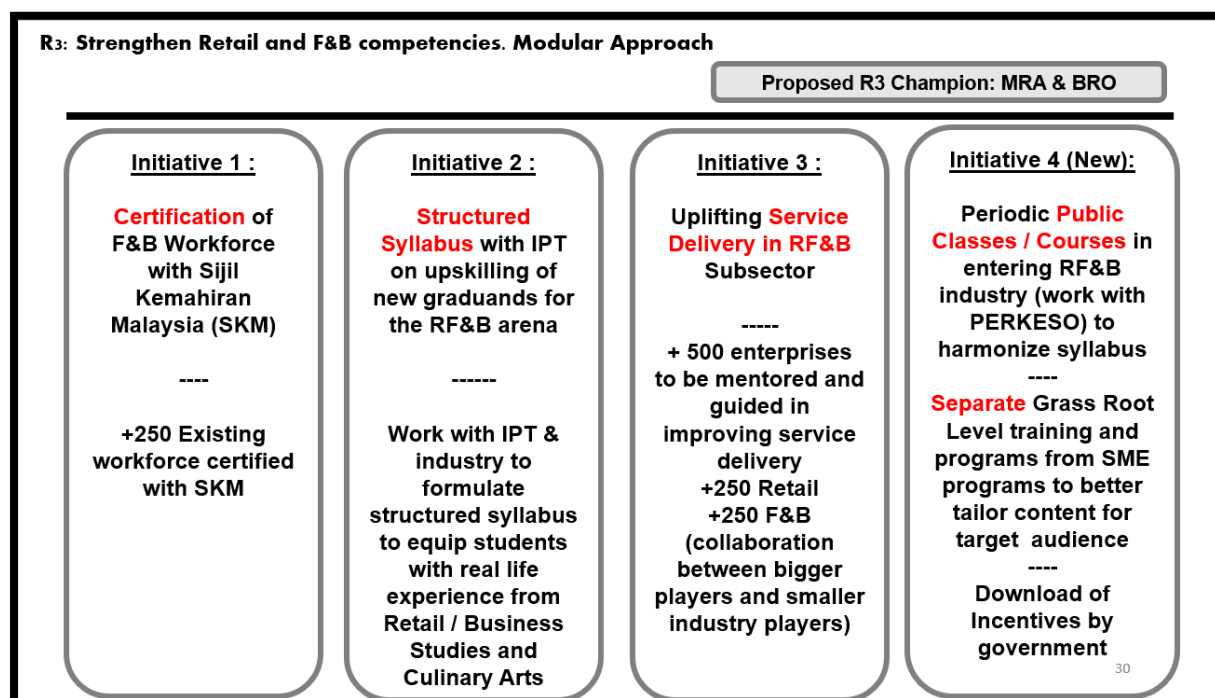 R3: Strengthen Retail and F&B competencies. Modular Approach
Proposed R3 Champion: MRA & BRO
Initiative 1 :
Certification of
F&B Workforce
with Sijil
Kemahiran
Malaysia (SKM)
----
+250 Existing
workforce certified
with SKM
Initiative 2 :
Structured
Syllabus with IPT
on upskilling of
new graduands for
the RF&B arena
------
Work with IPT &
industry to
formulate
structured syllabus
to equip students
with real life
experience from
Retail / Business
Studies and
Culinary Arts
Initiative 3 :
Uplifting Service
Delivery in RF&B
Subsector
-----
+ 500 enterprises
to be mentored and
guided in
improving service
delivery
+250 Retail
+250 F&B
(collaboration
between bigger
players and smaller
industry players)
Initiative 4 (New):
Periodic Public
Classes / Courses in
entering RF&B
industry (work with
PERKESO) to
harmonize syllabus
----
Separate Grass Root
Level training and
programs from SME
programs to better
tailor content for
target audience
----
Download of
Incentives by
government
30